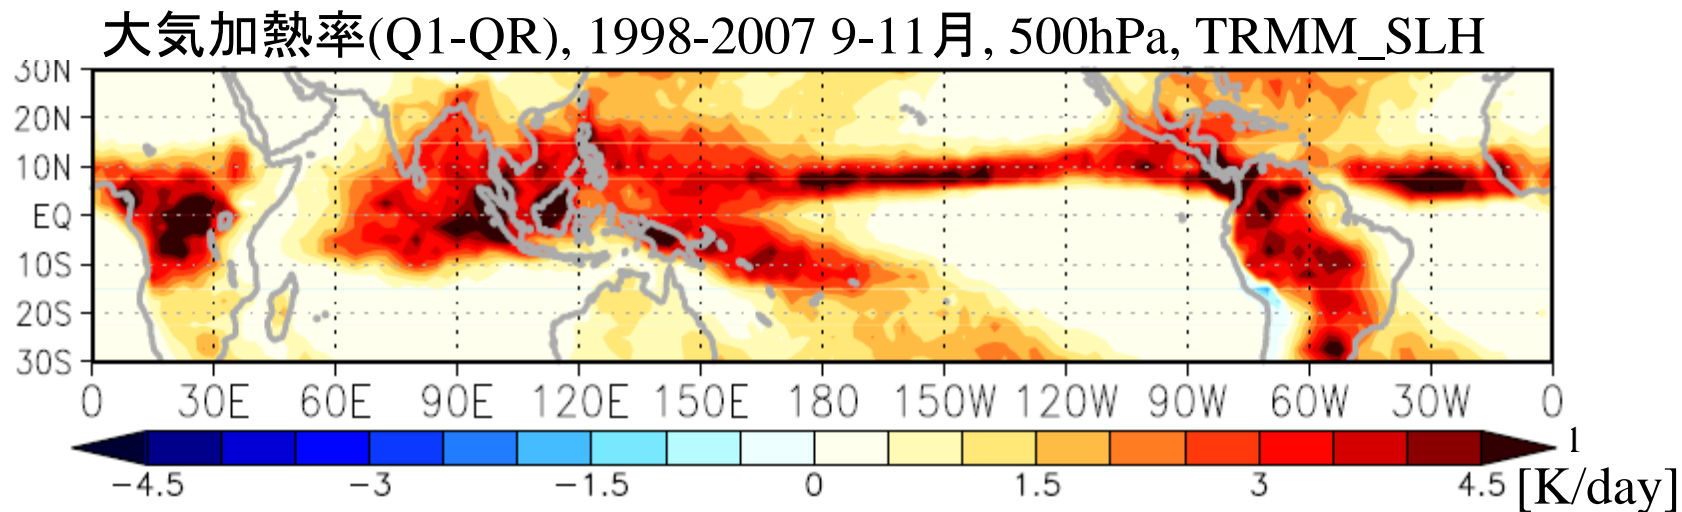 大気加熱率(Q1-QR), 1998-2007 9-11月, 500hPa, TRMM_SLH
30N
20N
10N
EQ
10S
20S
30S
0 30E 60E 90E 120E 150E 180 150W 120W 90W 60W 30W 0
−4.5 −3 −1.5 0 1.5 3 4.5
1
[K/day]